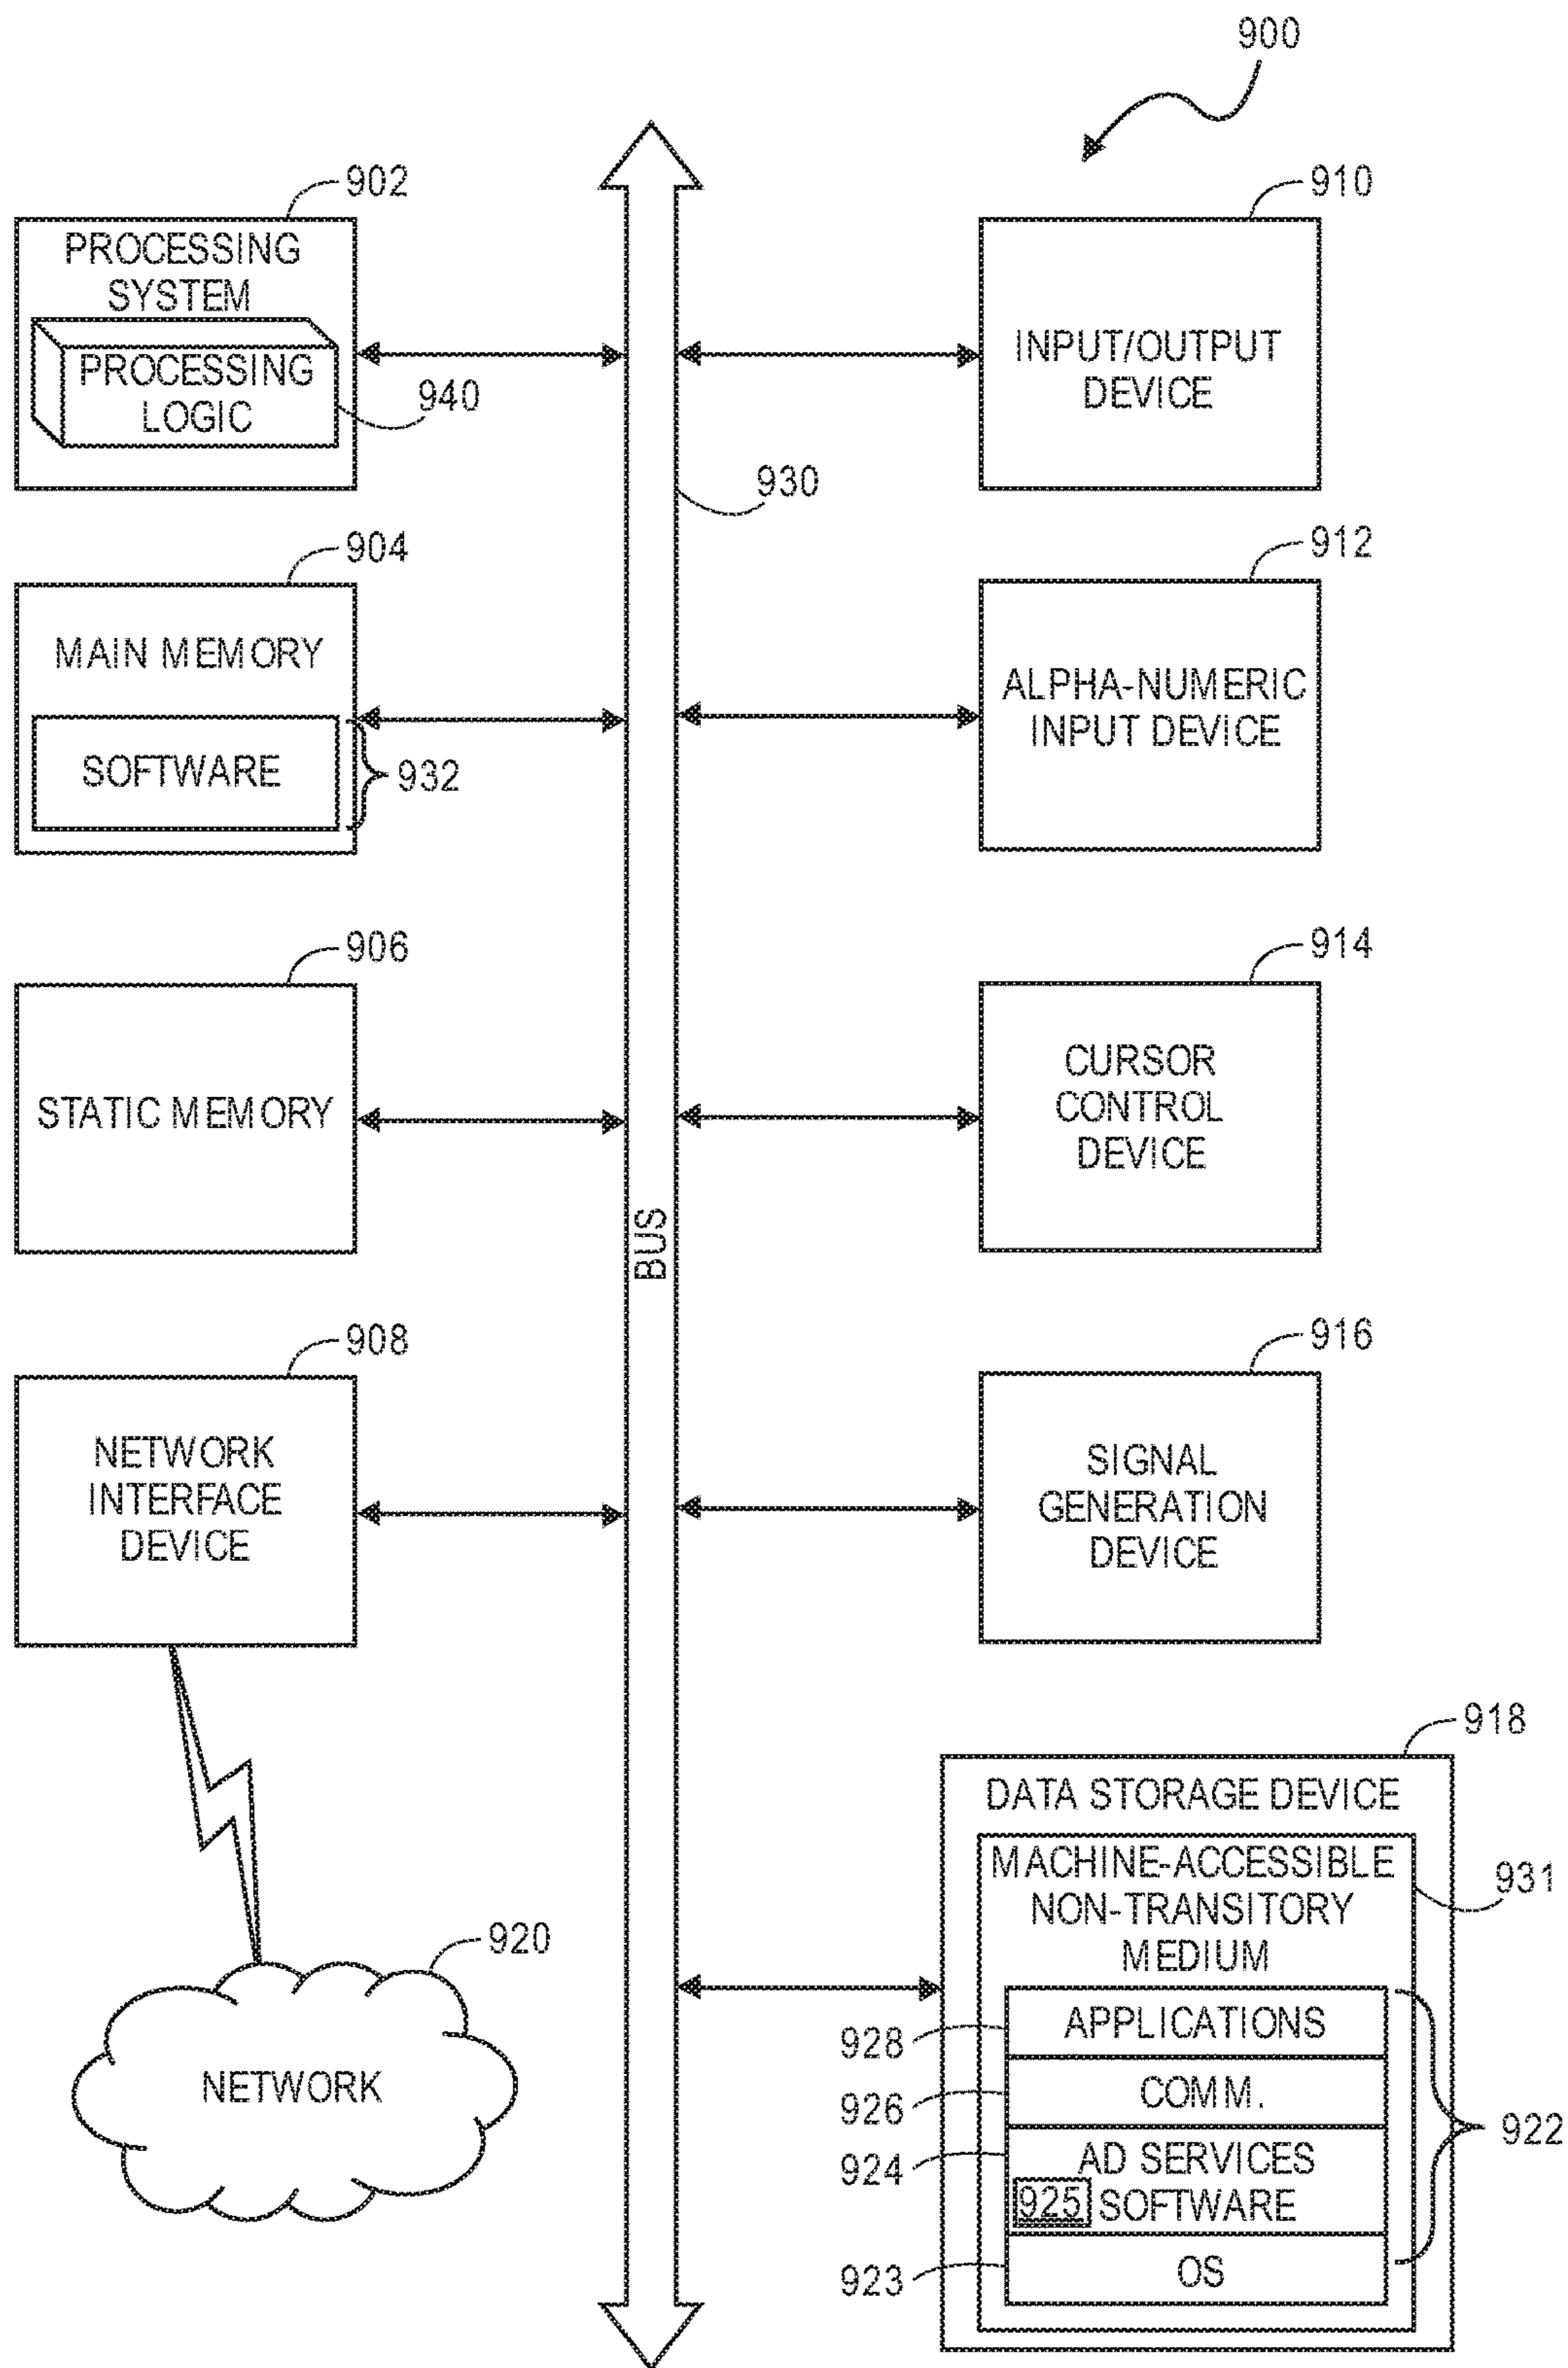 900
902
PROCESSING
SYSTEM
PROCESSING
LOGIC
940
910
INPUT/OUTPUT
DEVICE
930
904
MAIN MEMORY
SOFTWARE
932
912
ALPHA-NUMERIC
INPUT DEVICE
906
STATIC MEMORY
914
CURSOR
CONTROL
DEVICE
BUS
908
NETWORK
INTERFACE
DEVICE
916
SIGNAL
GENERATION
DEVICE
920
NETWORK
918
DATA STORAGE DEVICE
MACHINE-ACCESSIBLE
NON-TRANSITORY
MEDIUM
931
928
APPLICATIONS
926
COMM.
924
AD SERVICES
925 SOFTWARE
923
OS
922